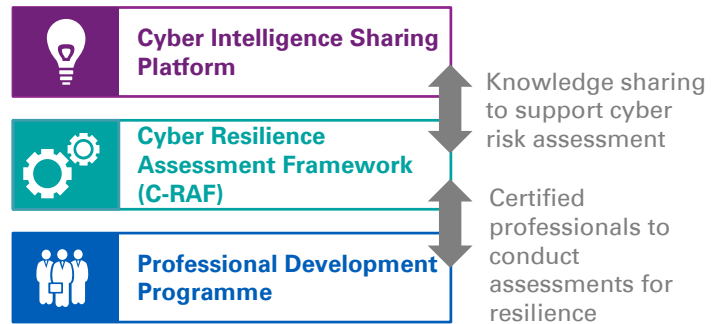 Cyber Intelligence Sharing
Platform
Knowledge sharing
to support cyber
risk assessment
Cyber Resilience
Assessment Framework
(C-RAF)
Certified
professionals to
conduct
assessments for
resilience
Professional Development
Programme